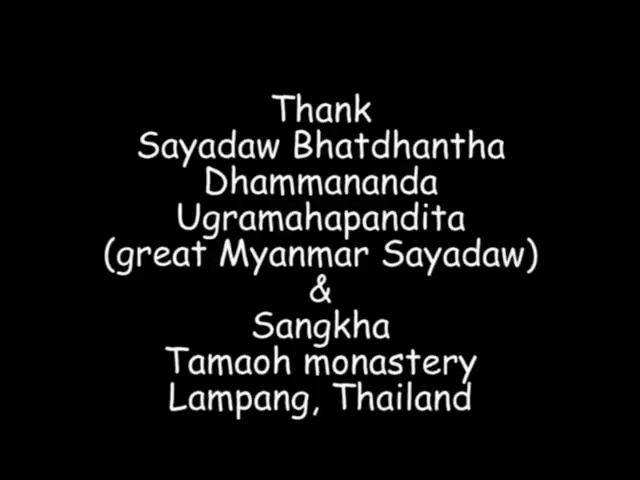 Thank
Sayadaw Bhatdhantha
Dhammananda
Ugramahapandita
(great Myanmar Sayadaw)
&
Sangkha
Tamaoh monastery
Lampang, Thailand